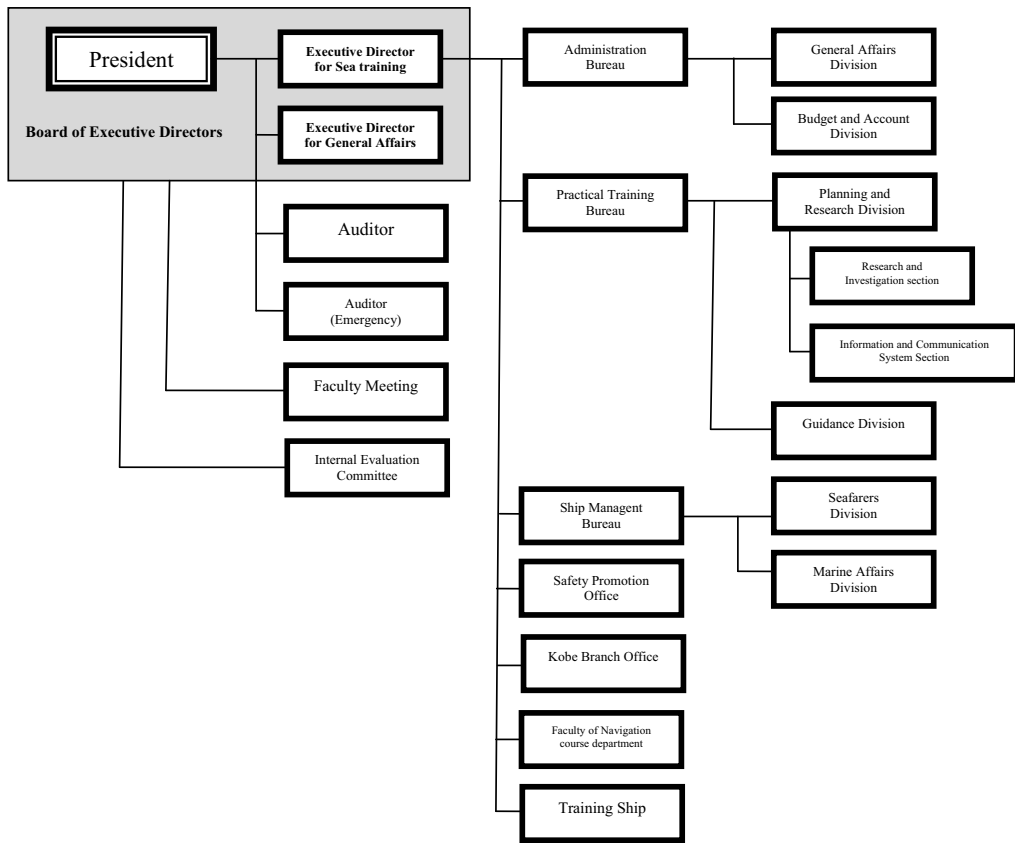 President
Board of Executive Directors
Executive Director
for Sea training
Executive Director
for General Affairs
Auditor
Auditor
(Emergency)
Faculty Meeting
Internal Evaluation
Committee
Administration
Bureau
General Affairs
Division
Budget and Account
Division
Practical Training
Bureau
Planning and
Research Division
Research and
Investigation section
Information and Communication
System Section
Guidance Division
Ship Managent
Bureau
Seafarers
Division
Marine Affairs
Division
Safety Promotion
Office
Kobe Branch Office
Faculty of Navigation
course department
Training Ship